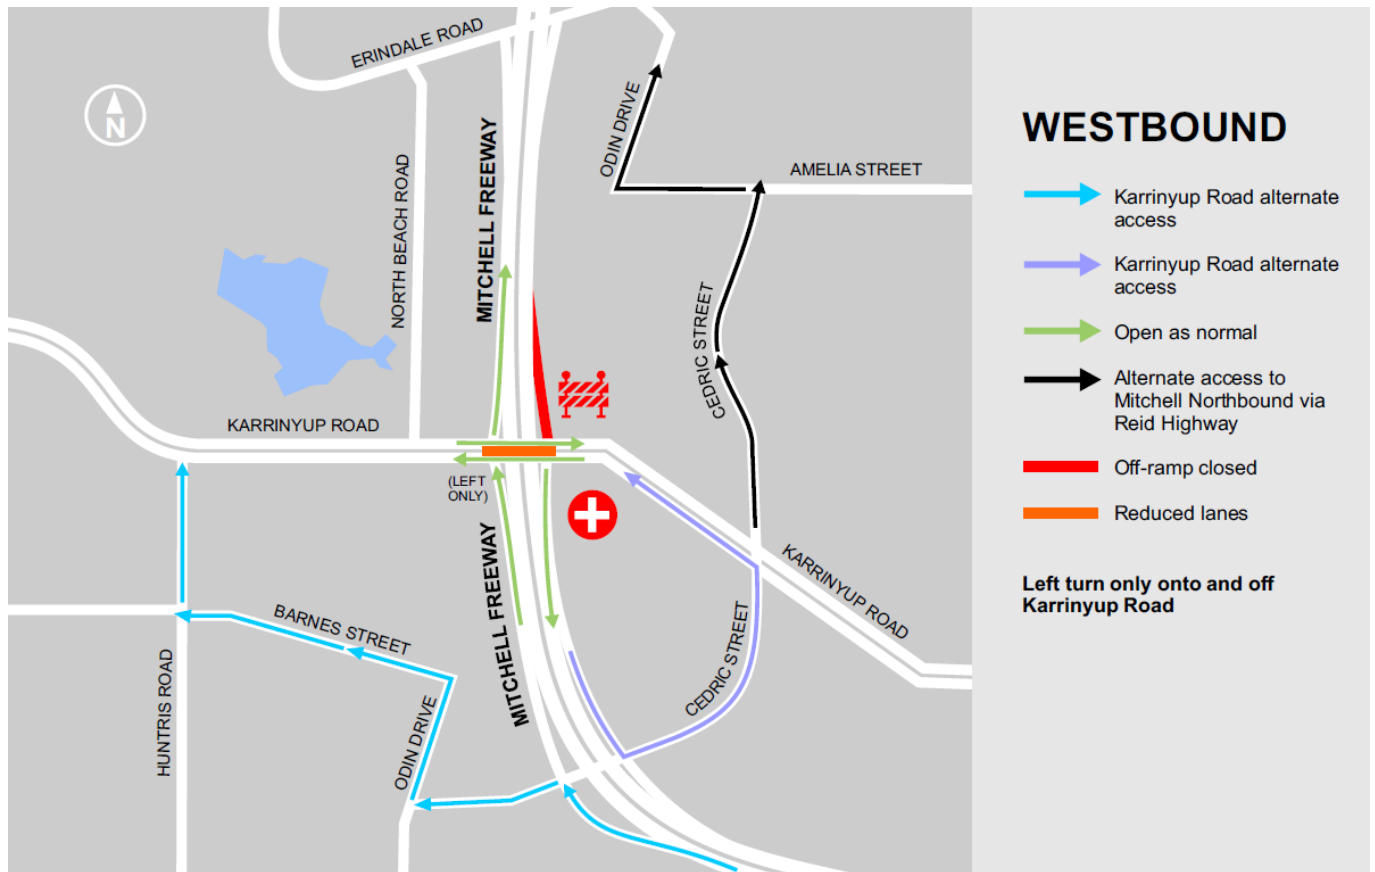 ERINDALE ROAD
N
ODIN DRIVE
MITCHELL FREEWAY
NORTH BEACH ROAD
AMELIA STREET
CEDRIC STREET
KARRINYUP ROAD
(LEFT
ONLY)
MITCHELL FREEWAY
KARRINYUP ROAD
BARNES STREET
CEDRIC STREET
HUNTRIS ROAD
ODIN DRIVE
WESTBOUND
Karrinyup Road alternate
access
Karrinyup Road alternate
access
Open as normal
Alternate access to
Mitchell Northbound via
Reid Highway
Off-ramp closed
Reduced lanes
Left turn only onto and off
Karrinyup Road